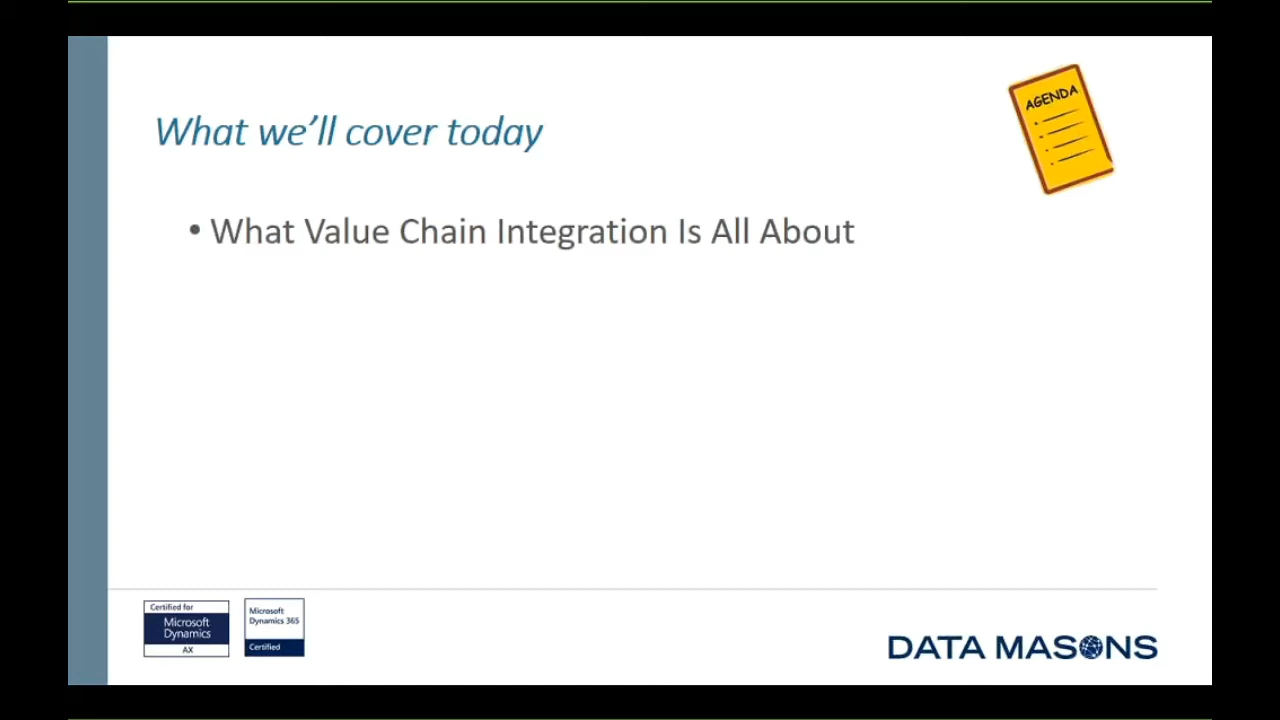 AGENDA
What we'll cover today
• What Value Chain Integration Is All About
Certified for
Microsoft
Dynamics
AX
Microsoft
Dynamics 365
Certified
DATA MASONS